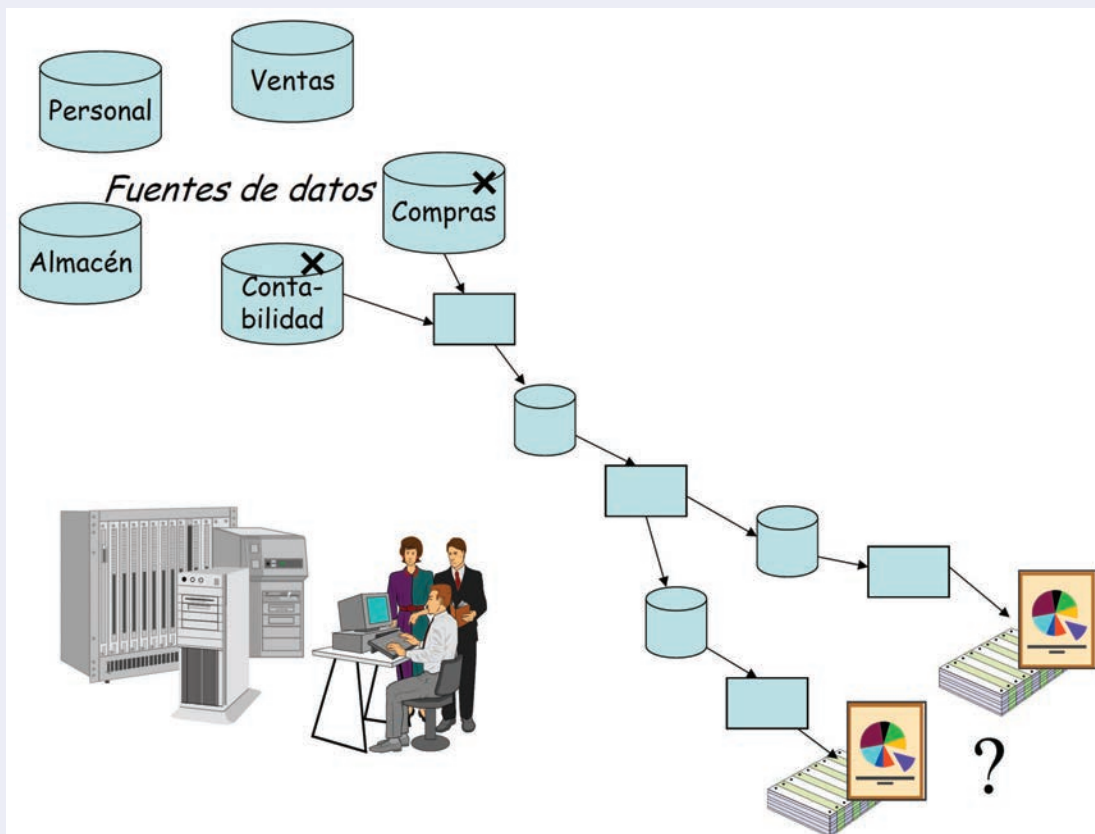 Ventas
Personal
Fuentes de datos
Compras
Almacén
Conta-
bilidad
?